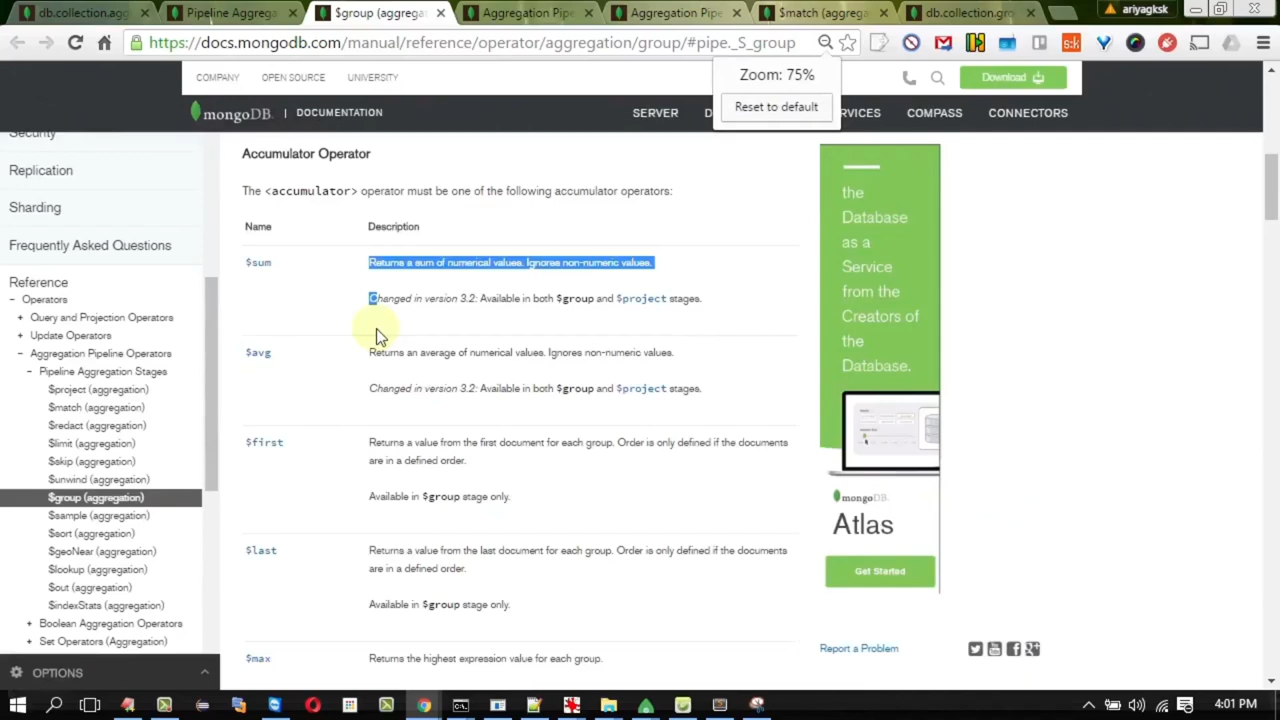 db.collection.agg
Pipeline Aggrega
$group (aggrega
Aggregation Pipe
Aggregation Pipe
$match (aggrega
db.collection.gro
ariyagksk
https://docs.mongodb.com/manual/reference/operator/aggregation/group/#pipe._S_group
s:k
Zoom: 75%
Reset to default
COMPANY OPEN SOURCE UNIVERSITY
Download
mongoDB. DOCUMENTATION
SERVER D VICES COMPASS CONNECTORS
Security
Replication
Sharding
Frequently Asked Questions
Reference
− Operators
+ Query and Projection Operators
+ Update Operators
− Aggregation Pipeline Operators
− Pipeline Aggregation Stages
$project (aggregation)
$match (aggregation)
$redact (aggregation)
$limit (aggregation)
$skip (aggregation)
$unwind (aggregation)
$group (aggregation)
$sample (aggregation)
$sort (aggregation)
$geoNear (aggregation)
$lookup (aggregation)
$out (aggregation)
$indexStats (aggregation)
+ Boolean Aggregation Operators
+ Set Operators (Aggregation)
OPTIONS
Accumulator Operator
The <accumulator> operator must be one of the following accumulator operators:
Name Description
$sum Returns a sum of numerical values. Ignores non-numeric values.
Changed in version 3.2: Available in both $group and $project stages.
$avg Returns an average of numerical values. Ignores non-numeric values.
Changed in version 3.2: Available in both $group and $project stages.
$first Returns a value from the first document for each group. Order is only defined if the documents
are in a defined order.
Available in $group stage only.
$last Returns a value from the last document for each group. Order is only defined if the documents
are in a defined order.
Available in $group stage only.
$max Returns the highest expression value for each group.
the
Database
as a
Service
from the
Creators of
the
Database.
mongoDB.
Atlas
Get Started
Report a Problem
4:01 PM